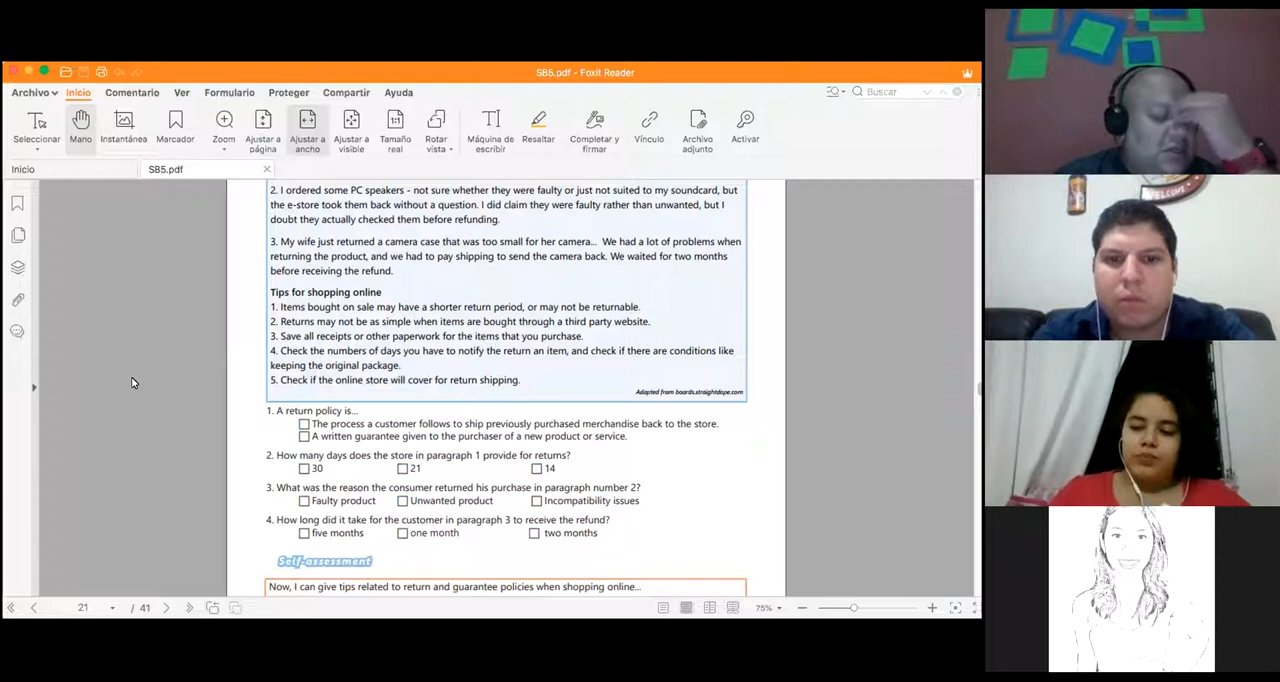 SB5.pdf - Foxit Reader
Archivo Inicio Comentario Ver Formulario Proteger Compartir Ayuda Buscar
Seleccionar Mano Instantánea Marcador Zoom Ajustar a página Ajustar a ancho Ajustar a visible Tamaño real Rotar vista Máquina de escribir Resaltar Completar y firmar Vínculo Archivo adjunto Activar
Inicio SB5.pdf
2. I ordered some PC speakers - not sure whether they were faulty or just not suited to my soundcard, but
the e-store took them back without a question. I did claim they were faulty rather than unwanted, but I
doubt they actually checked them before refunding.
3. My wife just returned a camera case that was too small for her camera... We had a lot of problems when
returning the product, and we had to pay shipping to send the camera back. We waited for two months
before receiving the refund.
Tips for shopping online
1. Items bought on sale may have a shorter return period, or may not be returnable.
2. Returns may not be as simple when items are bought through a third party website.
3. Save all receipts or other paperwork for the items that you purchase.
4. Check the numbers of days you have to notify the return an item, and check if there are conditions like
keeping the original package.
5. Check if the online store will cover for return shipping.
Adapted from boards.straightdope.com
1. A return policy is...
The process a customer follows to ship previously purchased merchandise back to the store.
A written guarantee given to the purchaser of a new product or service.
2. How many days does the store in paragraph 1 provide for returns?
30 21 14
3. What was the reason the consumer returned his purchase in paragraph number 2?
Faulty product Unwanted product Incompatibility issues
4. How long did it take for the customer in paragraph 3 to receive the refund?
five months one month two months
Self-assessment
Now, I can give tips related to return and guarantee policies when shopping online...
21 / 41 75%
WELCOME